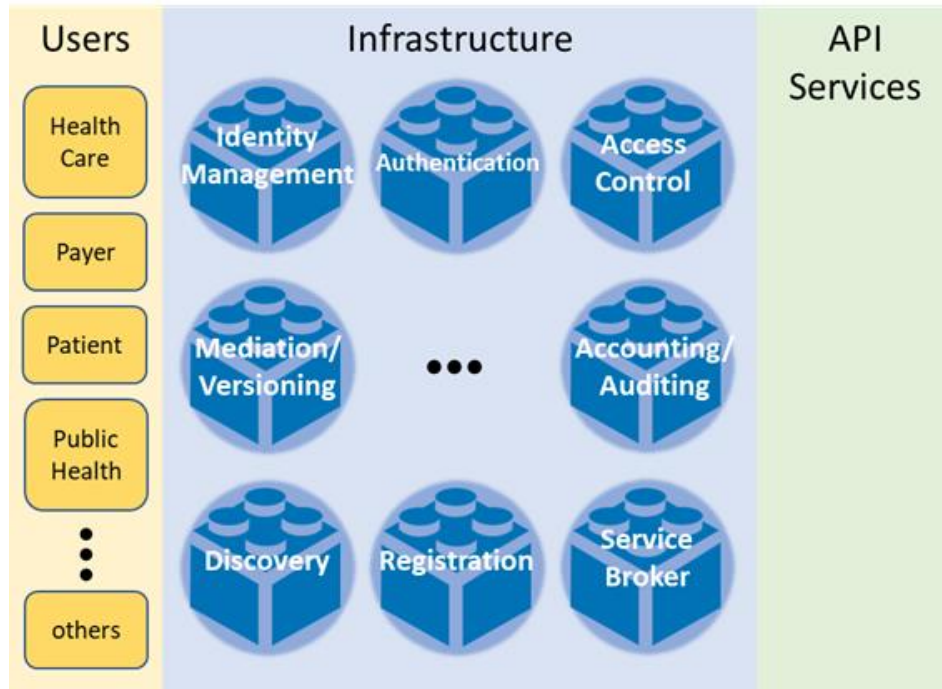 Users
Infrastructure
API
Services
Health
Care
Payer
Patient
Public
Health
others
Identity
Management
Authentication
Access
Control
Mediation/
Versioning
...
Accounting/
Auditing
Discovery
Registration
Service
Broker